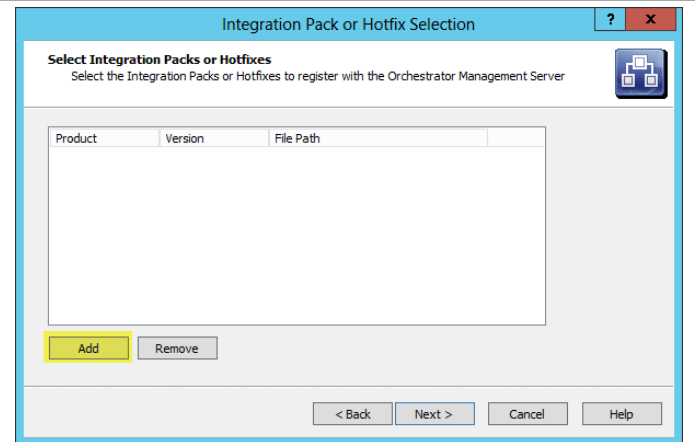 Integration Pack or Hotfix Selection
? x
Select Integration Packs or Hotfixes
Select the Integration Packs or Hotfixes to register with the Orchestrator Management Server
Product Version File Path
Add Remove
< Back Next > Cancel Help